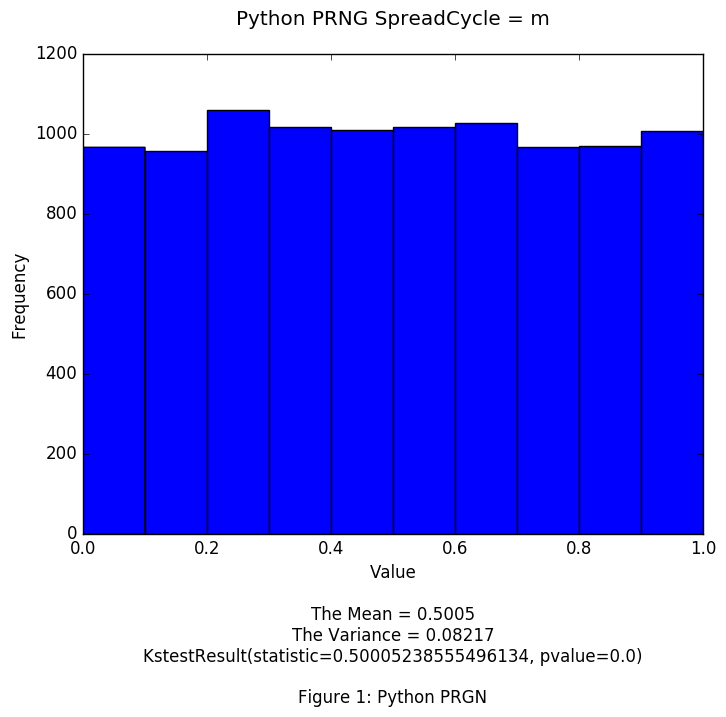 Python PRNG SpreadCycle = m
1200
1000
800
600
400
200
0
Frequency
0.0 0.2 0.4 0.6 0.8 1.0
Value
The Mean = 0.5005
The Variance = 0.08217
KstestResult(statistic=0.50005238555496134, pvalue=0.0)
Figure 1: Python PRGN